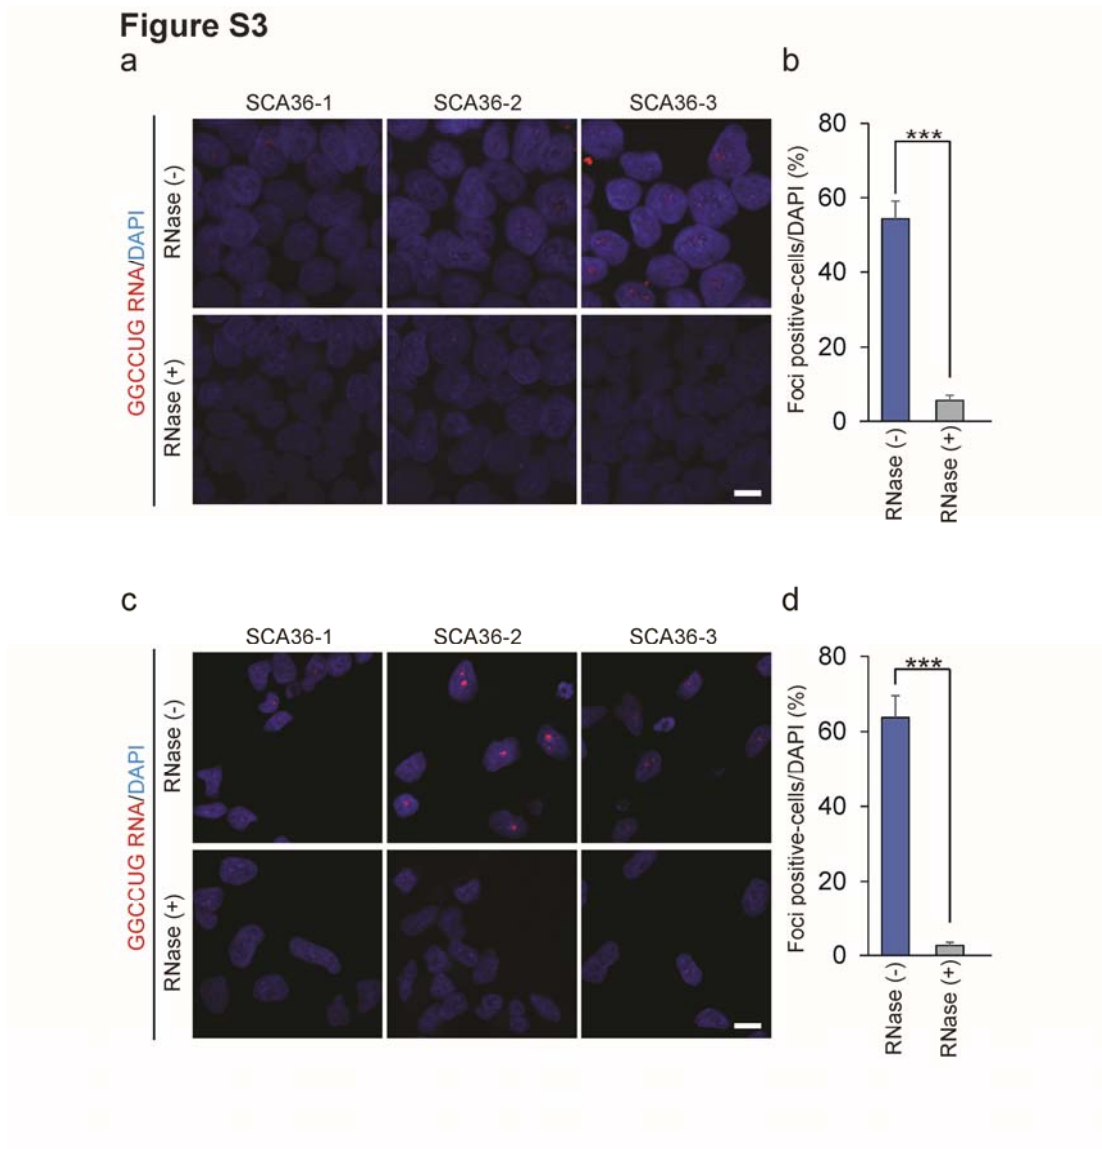 Figure S3
a
b
SCA36-1 SCA36-2 SCA36-3
GGCCUG RNA/DAPI
RNase (-)
RNase (+)
Foci positive-cells/DAPI (%)
80
60
40
20
0
***
RNase (-)
RNase (+)
c
d
SCA36-1 SCA36-2 SCA36-3
GGCCUG RNA/DAPI
RNase (-)
RNase (+)
Foci positive-cells/DAPI (%)
80
60
40
20
0
***
RNase (-)
RNase (+)